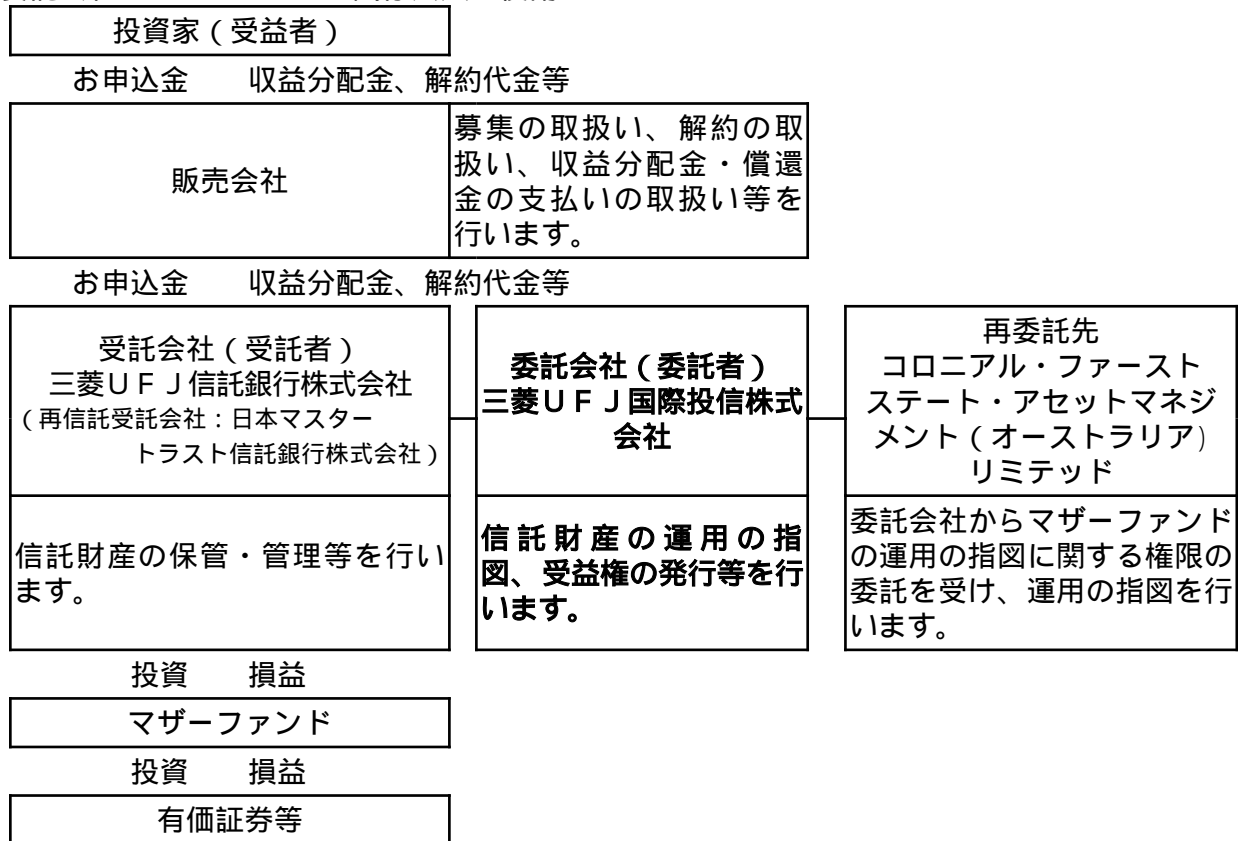 投資家（受益者）
お申込金　収益分配金、解約代金等
販売会社
募集の取扱い、解約の取
扱い、収益分配金・償還
金の支払いの取扱い等を
行います。
お申込金　収益分配金、解約代金等
受託会社（受託者）
三菱ＵＦＪ信託銀行株式会社
（再信託受託会社：日本マスター
トラスト信託銀行株式会社）
委託会社（委託者）
三菱ＵＦＪ国際投信株式
会社
再委託先
コロニアル・ファースト
ステート・アセットマネジ
メント（オーストラリア)
リミテッド
信託財産の保管・管理等を行い
ます。
信託財産の運用の指
図、受益権の発行等を行
います。
委託会社からマザーファンド
の運用の指図に関する権限の
委託を受け、運用の指図を行
います。
投資　損益
マザーファンド
投資　損益
有価証券等